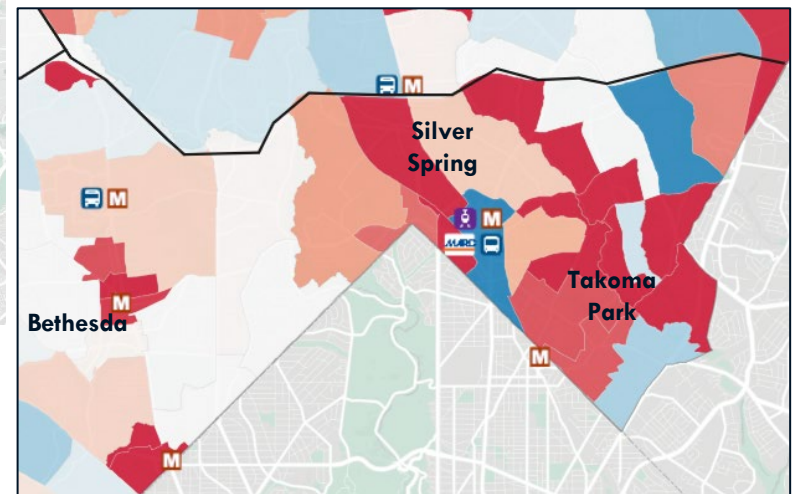 M
Silver
Spring
M
M
MARC
Takoma
Park
M
Bethesda
M
M